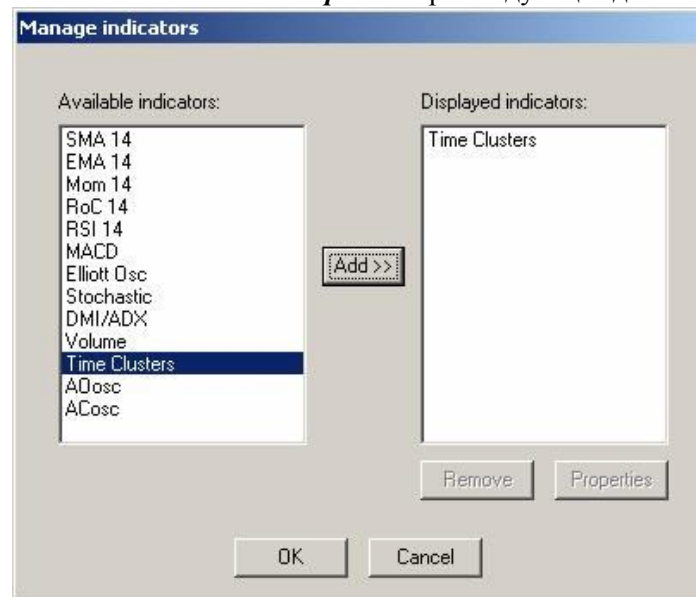 Manage indicators
Available indicators:
Displayed indicators:
SMA 14
EMA 14
Mom 14
RoC 14
RSI 14
MACD
Elliott Osc
Stochastic
DMI/ADX
Volume
Time Clusters
AOosc
ACosc
Add >>
Time Clusters
Remove
Properties
OK
Cancel